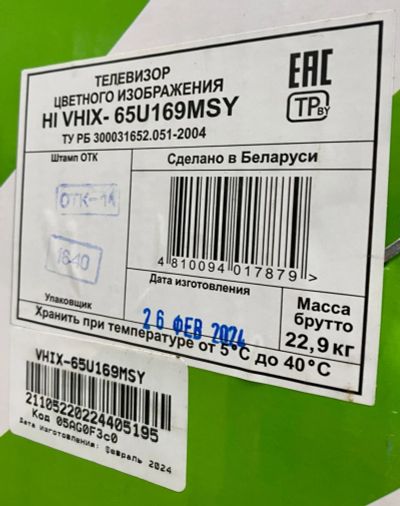 ТЕЛЕВИЗОР
ЦВЕТНОГО ИЗОБРАЖЕНИЯ
HI VHIX- 65U169MSY
ТУ РБ 300031652.051-2004
EAC
TP BY
Штамп ОТК
Сделано в Беларуси
ОТК-14
1640
4 810094 017879 >
Дата изготовления
Упаковщик
26 ФЕВ 2024
Масса
брутто
22,9 кг
Хранить при температуре от 5°С до 40°С
VHIX-65U169MSY
21105220224405195
Код 05AG0F3c0
Дата изготовления: Февраль 2024